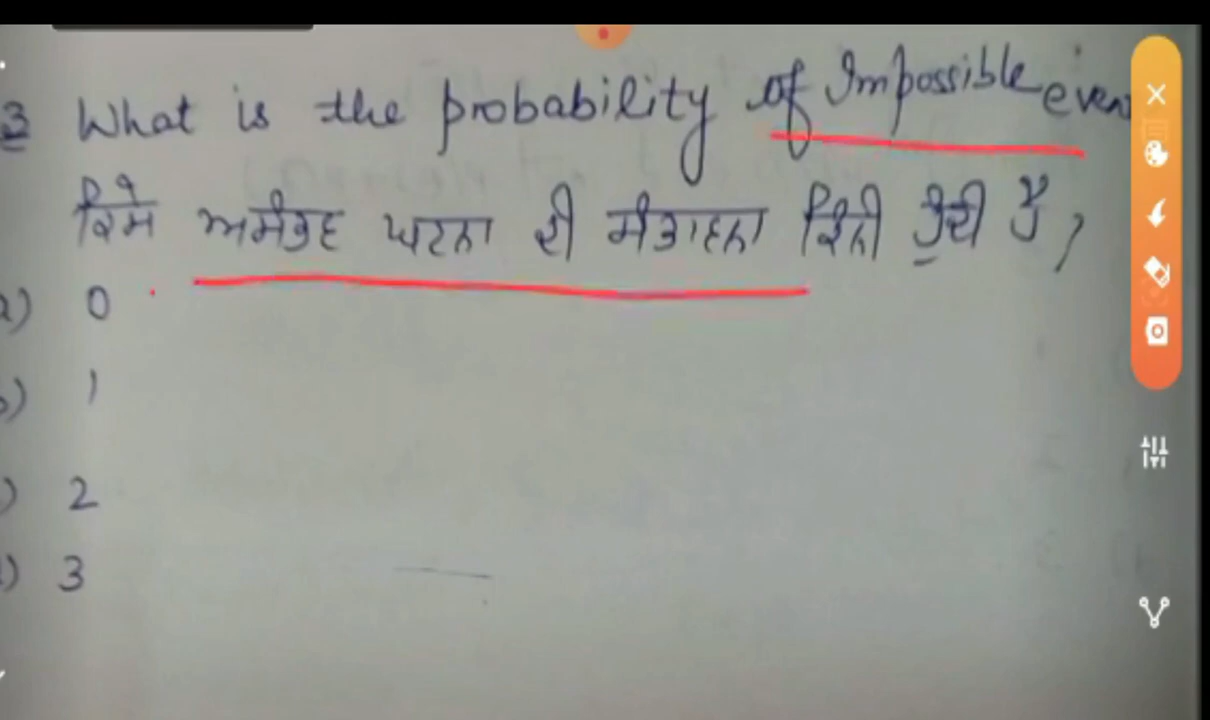 3 What is the probability of Impossible even
ਕਿਸੇ ਅਸੰਭਵ ਘਟਨਾ ਦੀ ਸੰਭਾਵਨਾ ਕਿੰਨੀ ਹੁੰਦੀ ਹੈ,
a) 0
b) 1
) 2
d) 3